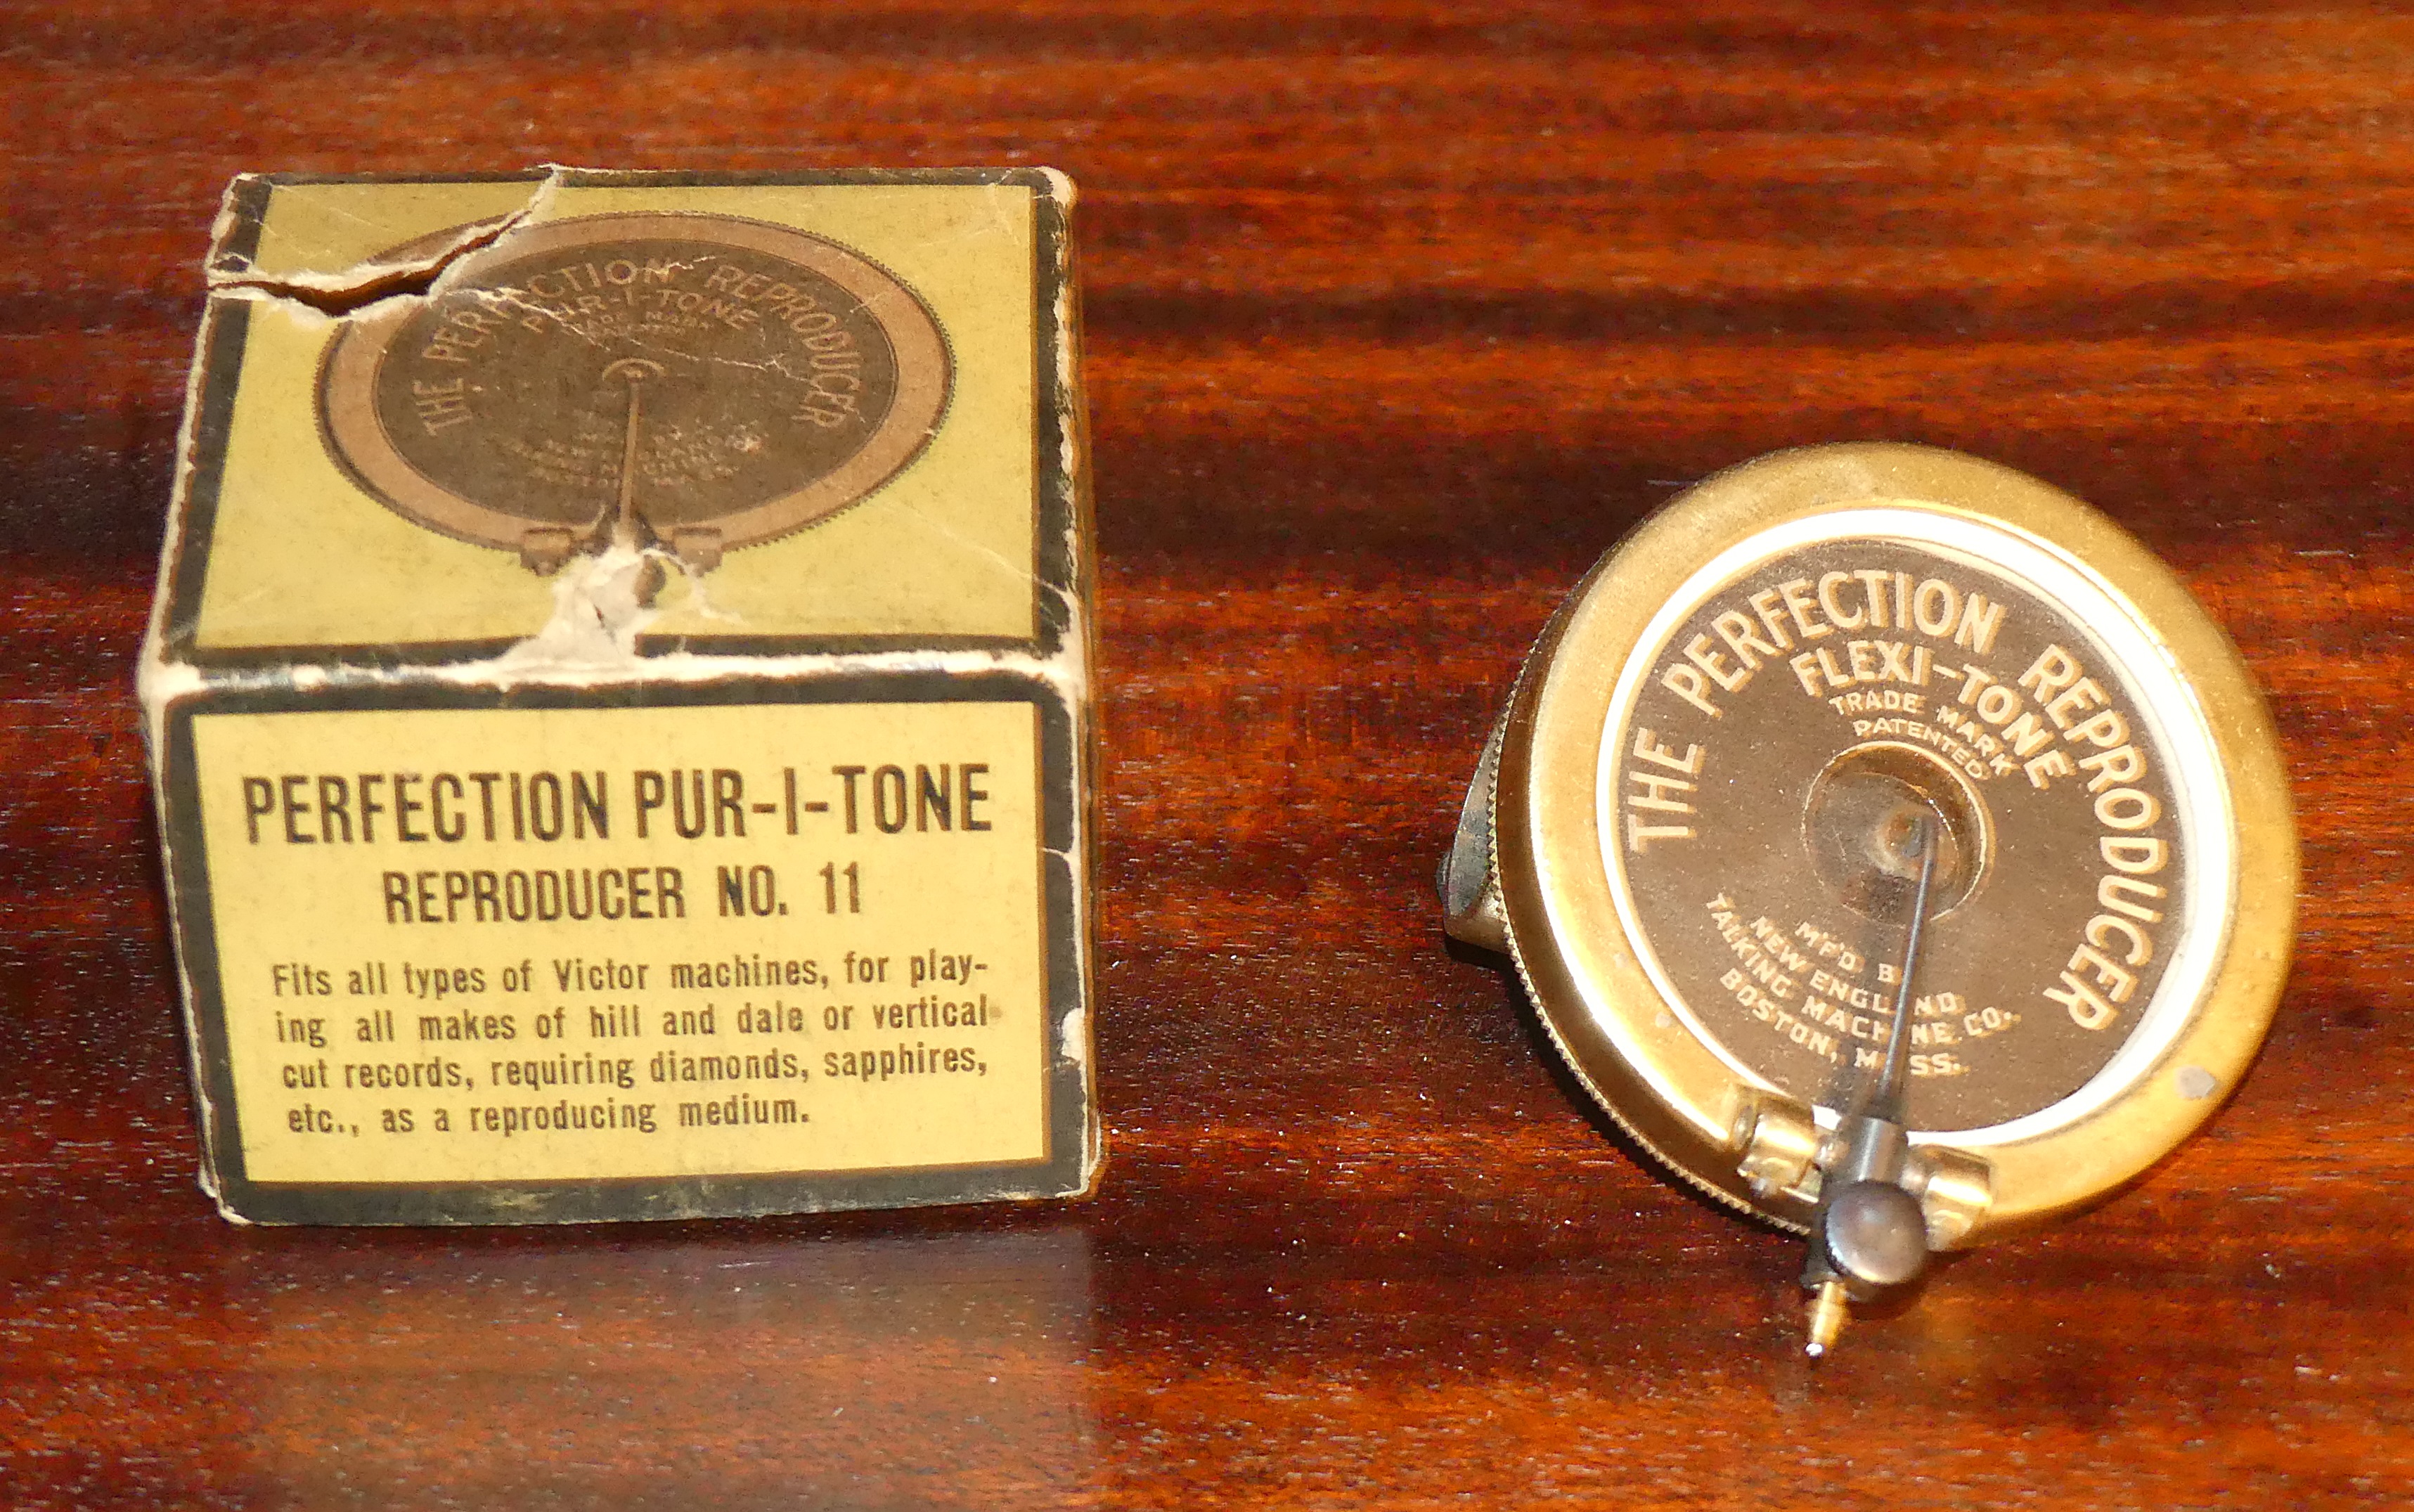 THE PERFECTION REPRODUCER
PUR-I-TONE
TRADE MARK
PERFECTION PUR-I-TONE
REPRODUCER NO. 11
Fits all types of Victor machines, for play-
ing all makes of hill and dale or vertical
cut records, requiring diamonds, sapphires,
etc., as a reproducing medium.
THE PERFECTION REPRODUCER
FLEXI-TONE
TRADE MARK
PATENTED
M'F'D B
NEW ENGLAND
TALKING MACHINE CO.
BOSTON, MASS.